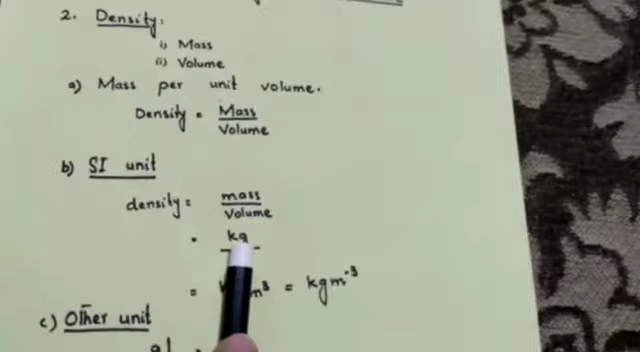 2. Density:
i) Mass
ii) Volume
a) Mass per unit volume.
Density = Mass
Volume
b) SI unit
density = mass
Volume
= kg
= m³ = kgm⁻³
c) Other unit